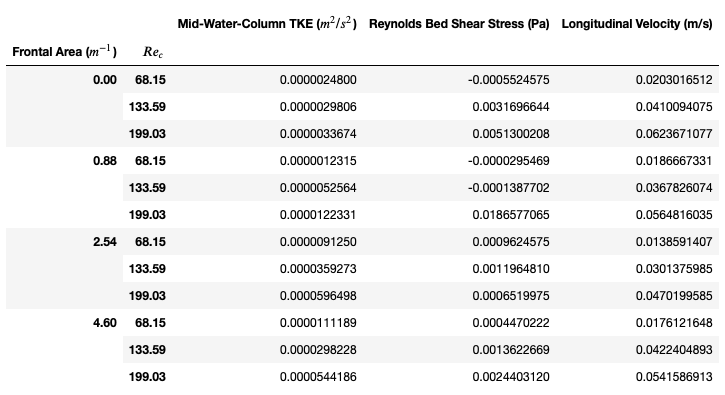 Mid-Water-Column TKE (m²/s²) Reynolds Bed Shear Stress (Pa) Longitudinal Velocity (m/s)
Frontal Area (m⁻¹) Re꜀
0.00 68.15 0.0000024800 -0.0005524575 0.0203016512
133.59 0.0000029806 0.0031696644 0.0410094075
199.03 0.0000033674 0.0051300208 0.0623671077
0.88 68.15 0.0000012315 -0.0000295469 0.0186667331
133.59 0.0000052564 -0.0001387702 0.0367826074
199.03 0.0000122331 0.0186577065 0.0564816035
2.54 68.15 0.0000091250 0.0009624575 0.0138591407
133.59 0.0000359273 0.0011964810 0.0301375985
199.03 0.0000596498 0.0006519975 0.0470199585
4.60 68.15 0.0000111189 0.0004470222 0.0176121648
133.59 0.0000298228 0.0013622669 0.0422404893
199.03 0.0000544186 0.0024403120 0.0541586913